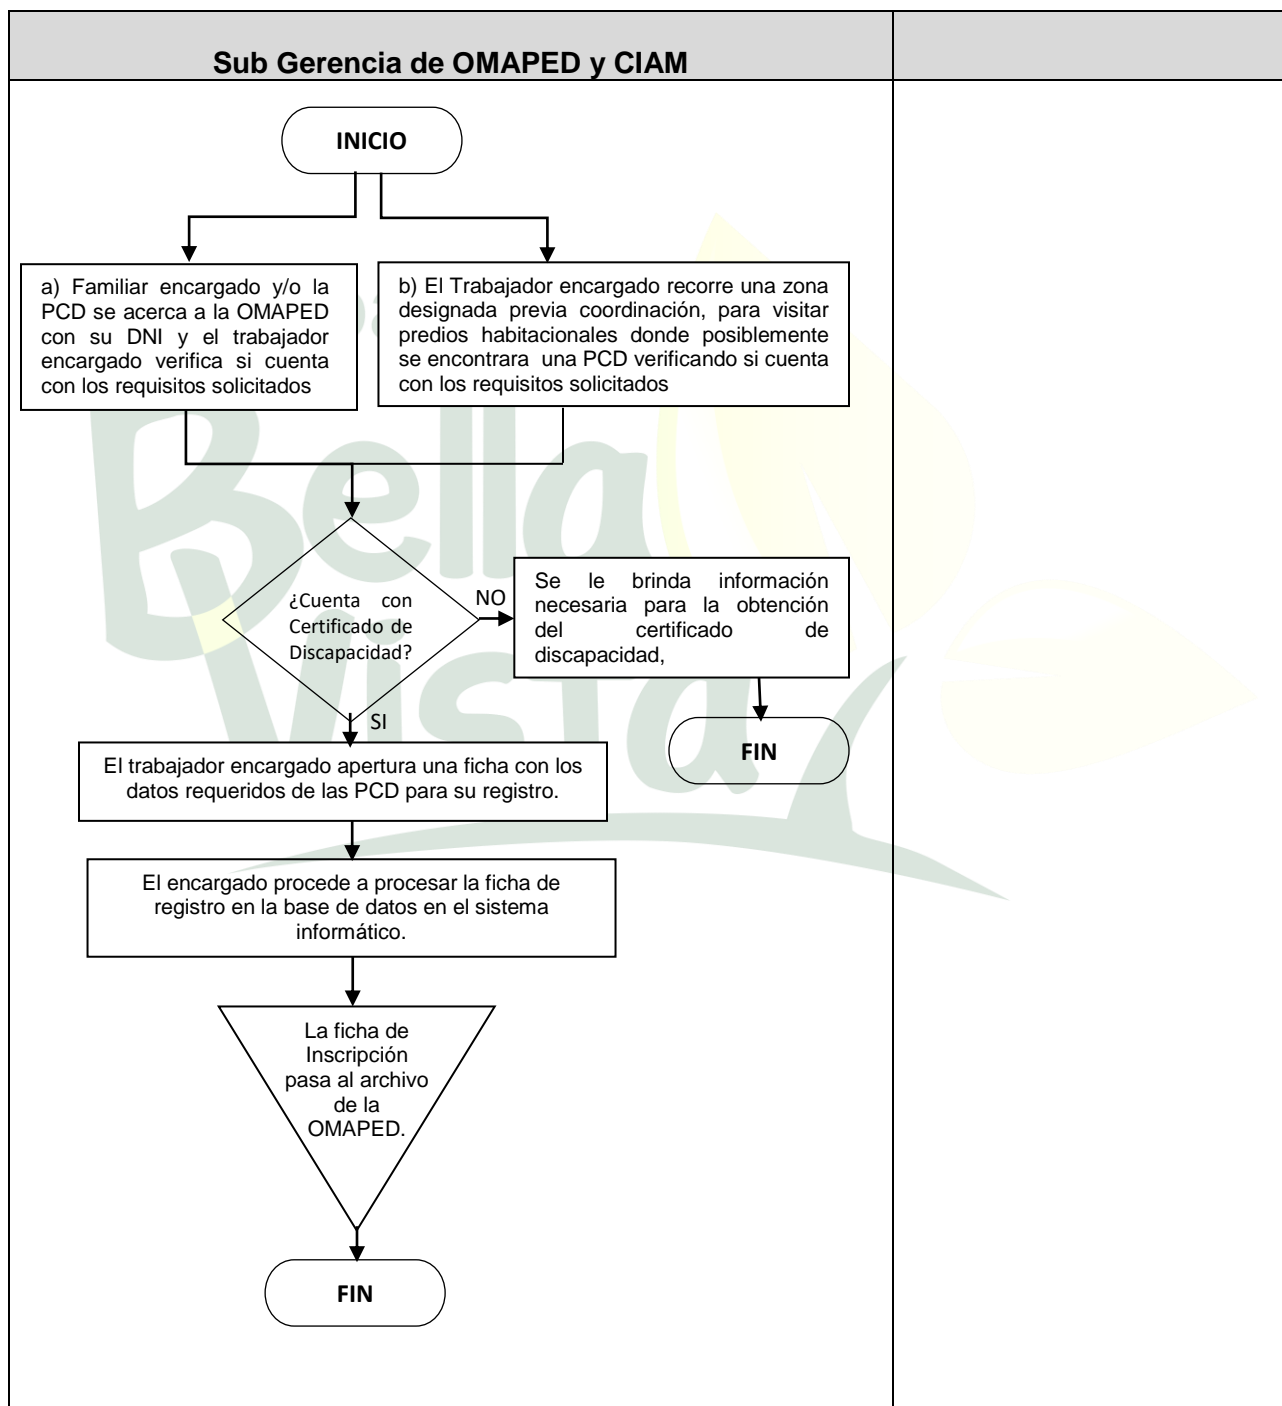 Sub Gerencia de OMAPED y CIAM
INICIO
a) Familiar encargado y/o la
PCD se acerca a la OMAPED
con su DNI y el trabajador
encargado verifica si cuenta
con los requisitos solicitados
b) El Trabajador encargado recorre una zona
designada previa coordinación, para visitar
predios habitacionales donde posiblemente
se encontrara una PCD verificando si cuenta
con los requisitos solicitados
¿Cuenta con
Certificado de
Discapacidad?
NO
Se le brinda información
necesaria para la obtención
del certificado de
discapacidad,
FIN
SI
El trabajador encargado apertura una ficha con los
datos requeridos de las PCD para su registro.
El encargado procede a procesar la ficha de
registro en la base de datos en el sistema
informático.
La ficha de
Inscripción
pasa al archivo
de la
OMAPED.
FIN
Bella
Vista